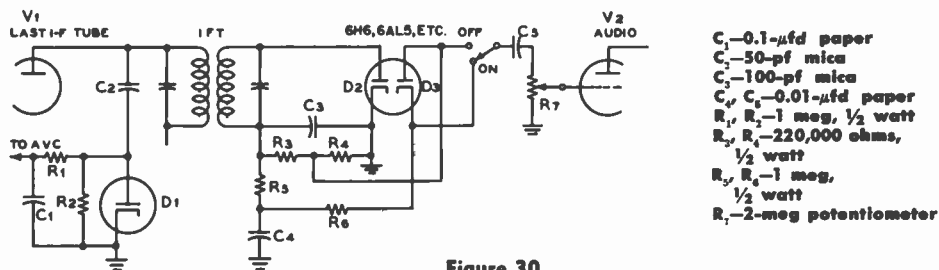 V1
LAST I-F TUBE
1 FT
6H6, 6AL5, ETC.
OFF
ON
C5
V2
AUDIO
C2
C3
D2
D3
R7
TO AVC
R1
R2
C1
D1
R3
R4
R5
R6
C4
C₁—0.1-μfd paper
C₂—50-pf mica
C₃—100-pf mica
C₄, C₅—0.01-μfd paper
R₁, R₂—1 meg, ½ watt
R₃, R₄—220,000 ohms,
½ watt
R₅, R₆—1 meg,
½ watt
R₇—2-meg potentiometer
Figure 30